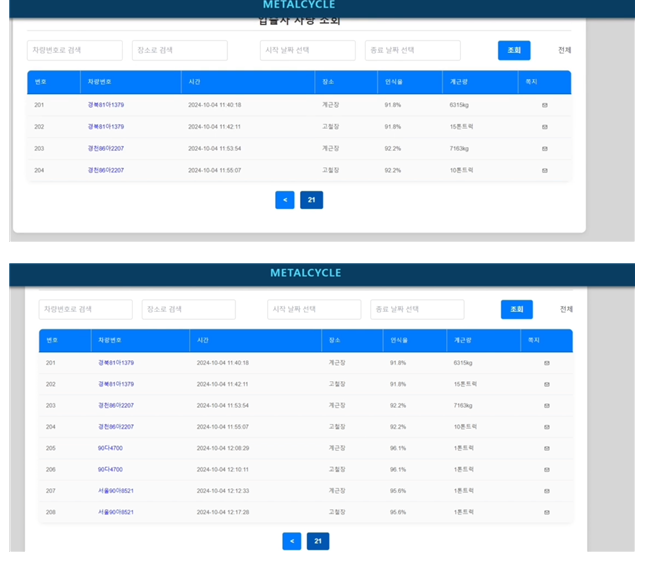 METALCYCLE
입출차 차량 조회
차량번호로 검색 장소로 검색 시작 날짜 선택 종료 날짜 선택 조회 전체
번호 차량번호 시간 장소 인식율 계근량 쪽지
201 경북81아1379 2024-10-04 11:40:18 계근장 91.8% 6315kg
202 경북81아1379 2024-10-04 11:42:11 고철장 91.8% 15톤트럭
203 경전86아2207 2024-10-04 11:53:54 계근장 92.2% 7163kg
204 경전86아2207 2024-10-04 11:55:07 고철장 92.2% 10톤트럭
< 21
METALCYCLE
차량번호로 검색 장소로 검색 시작 날짜 선택 종료 날짜 선택 조회 전체
번호 차량번호 시간 장소 인식율 계근량 쪽지
201 경북81아1379 2024-10-04 11:40:18 계근장 91.8% 6315kg
202 경북81아1379 2024-10-04 11:42:11 고철장 91.8% 15톤트럭
203 경전86아2207 2024-10-04 11:53:54 계근장 92.2% 7163kg
204 경전86아2207 2024-10-04 11:55:07 고철장 92.2% 10톤트럭
205 90다4700 2024-10-04 12:08:29 계근장 96.1% 1톤트럭
206 90다4700 2024-10-04 12:10:11 고철장 96.1% 1톤트럭
207 서울90아8521 2024-10-04 12:12:33 계근장 95.6% 1톤트럭
208 서울90아8521 2024-10-04 12:17:28 고철장 95.6% 1톤트럭
< 21